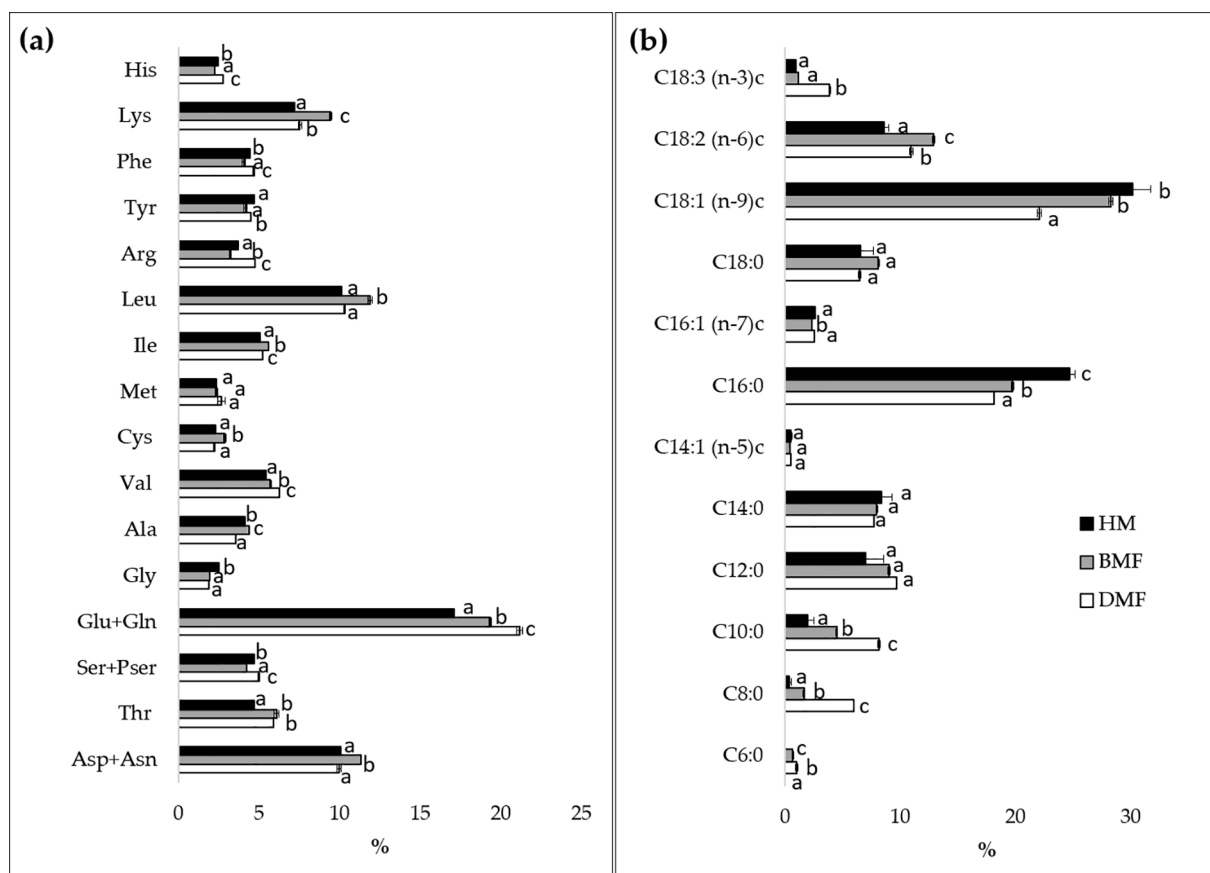 (a)
b
His a
c
a
Lys c
b
b
Phe a
c
a
Tyr a
b
a
Arg b
c
a
Leu b
a
a
Ile b
c
a
Met a
a
a
Cys b
a
a
Val b
c
b
Ala c
a
b
Gly a
a
a
Glu+Gln b
c
b
Ser+Pser a
c
a
Thr b
b
a
Asp+Asn b
a
0 5 10 15 20 25
%
(b)
a
C18:3 (n-3)c a
b
a
C18:2 (n-6)c c
b
b
C18:1 (n-9)c b
a
a
C18:0 a
a
a
C16:1 (n-7)c b
a
c
C16:0 b
a
a
C14:1 (n-5)c a
a
a
C14:0 a
a
a
C12:0 a
a
a
C10:0 b
c
a
C8:0 b
c
c
C6:0 b
a
HM
BMF
DMF
0 10 20 30
%